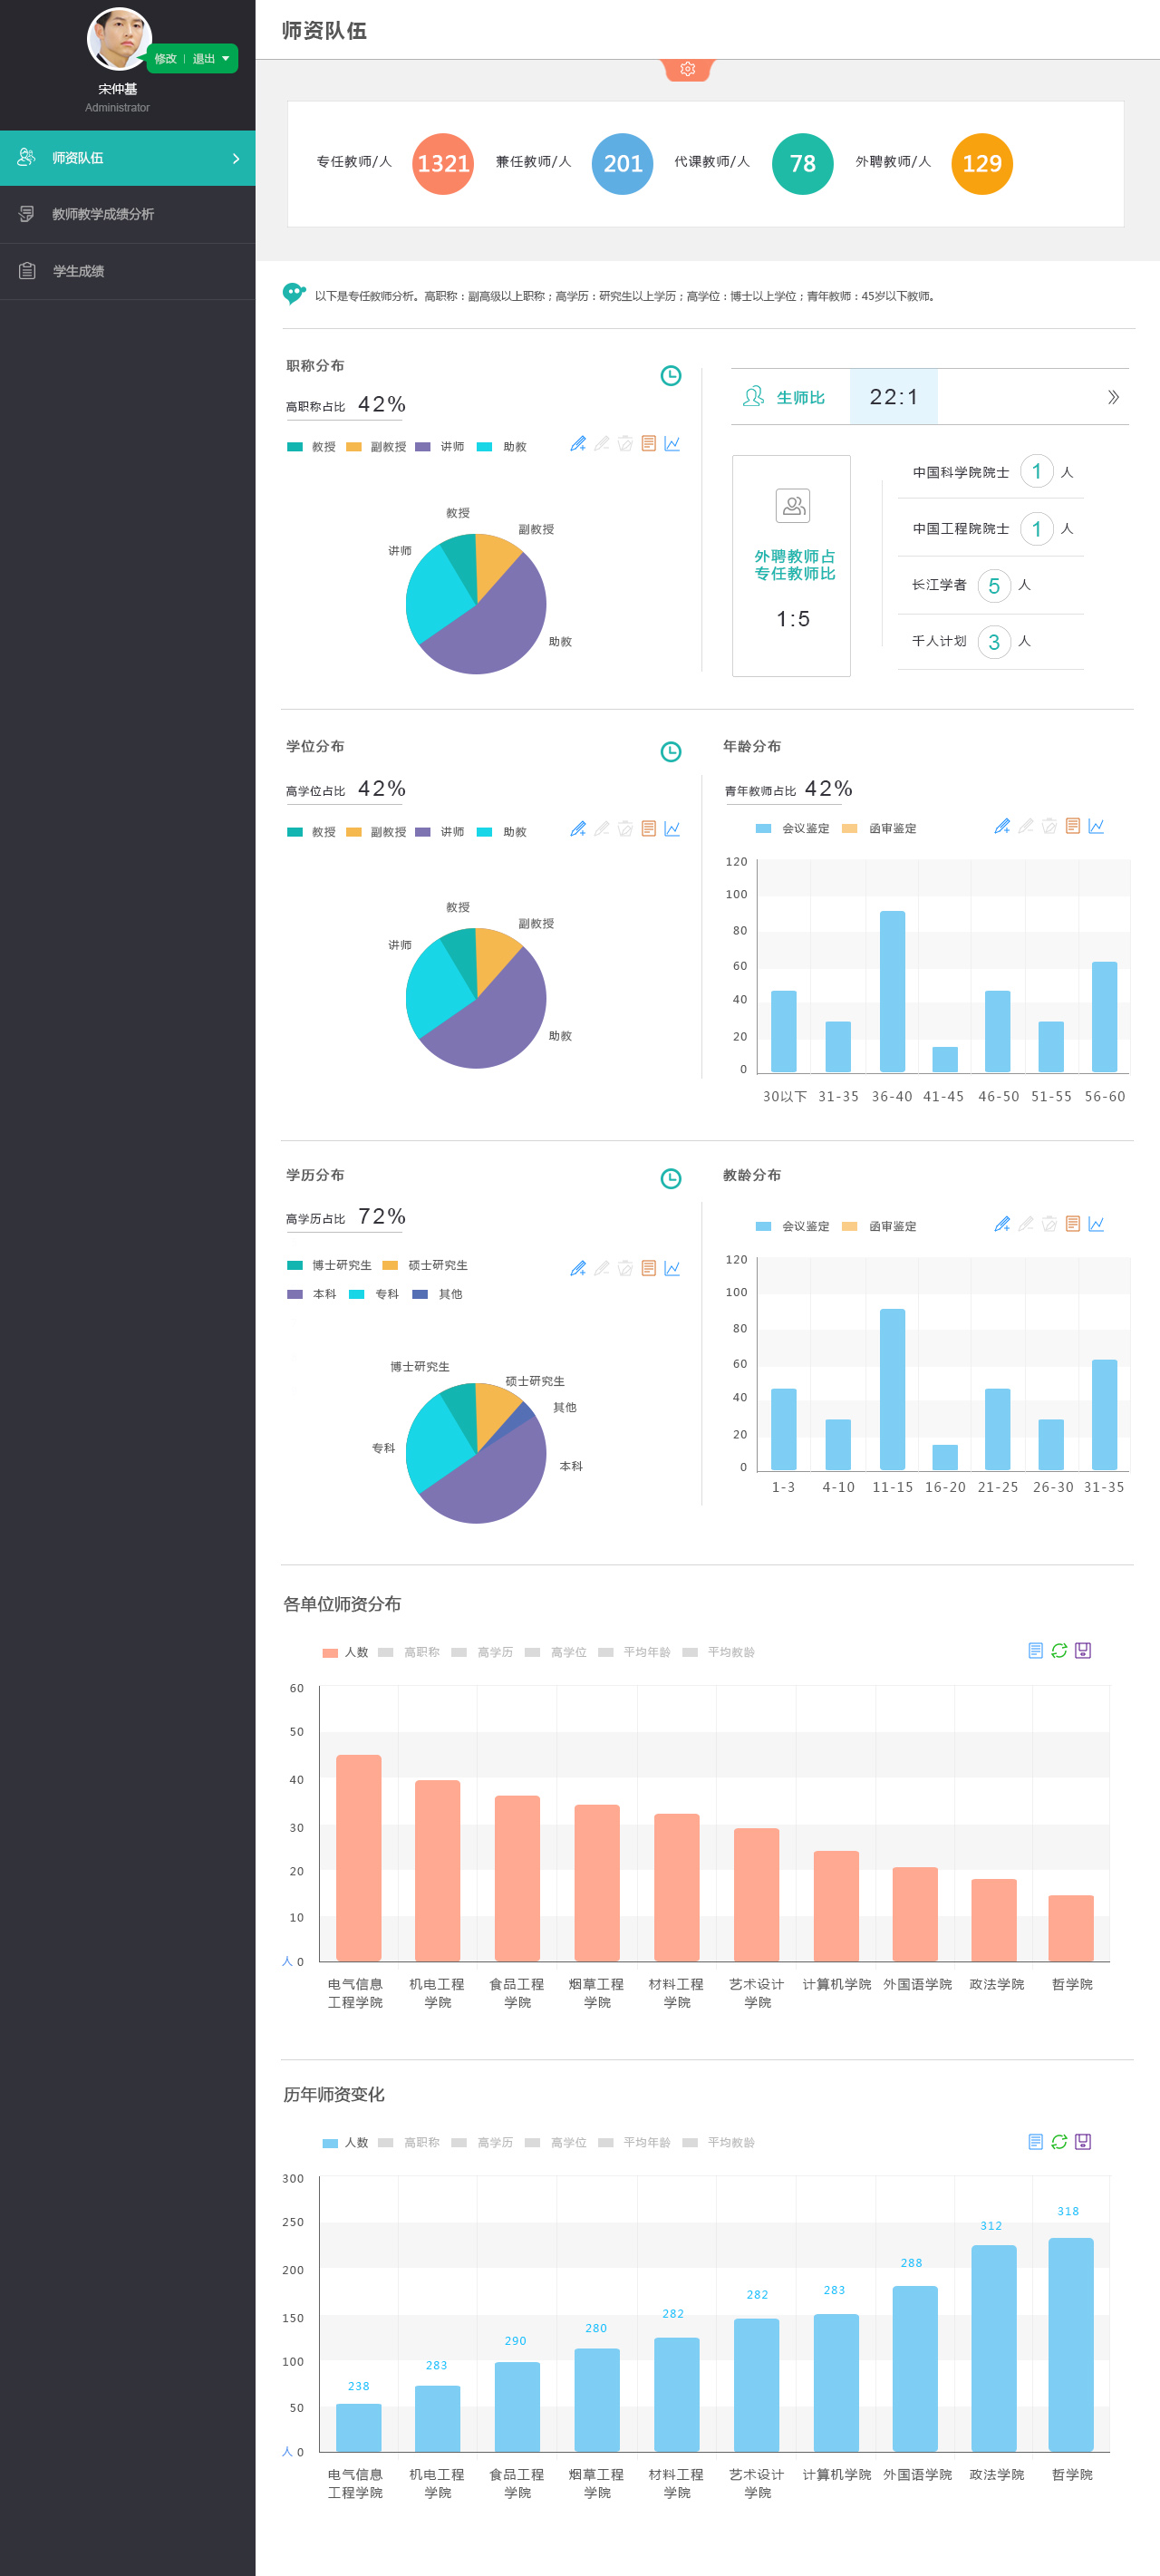 师资队伍
修改 | 退出
宋仲基
Administrator
师资队伍
教师教学成绩分析
学生成绩
专任教师/人 1321 兼任教师/人 201 代课教师/人 78 外聘教师/人 129
以下是专任教师分析。高职称：副高级以上职称；高学历：研究生以上学历；高学位：博士以上学位；青年教师：45岁以下教师。
职称分布
高职称占比 42%
教授 副教授 讲师 助教
教授
副教授
讲师
助教
生师比 22:1
外聘教师占
专任教师比
1:5
中国科学院院士 1 人
中国工程院院士 1 人
长江学者 5 人
千人计划 3 人
学位分布
高学位占比 42%
教授 副教授 讲师 助教
教授
副教授
讲师
助教
年龄分布
青年教师占比 42%
会议鉴定 函审鉴定
120
100
80
60
40
20
0
30以下 31-35 36-40 41-45 46-50 51-55 56-60
学历分布
高学历占比 72%
博士研究生 硕士研究生
本科 专科 其他
博士研究生
硕士研究生
其他
专科
本科
教龄分布
会议鉴定 函审鉴定
120
100
80
60
40
20
0
1-3 4-10 11-15 16-20 21-25 26-30 31-35
各单位师资分布
人数 高职称 高学历 高学位 平均年龄 平均教龄
60
50
40
30
20
10
人 0
电气信息 机电工程 食品工程 烟草工程 材料工程 艺术设计 计算机学院 外国语学院 政法学院 哲学院
工程学院 学院 学院 学院 学院 学院
历年师资变化
人数 高职称 高学历 高学位 平均年龄 平均教龄
300
250
200
150
100
50
人 0
238 283 290 280 282 282 283 288 312 318
电气信息 机电工程 食品工程 烟草工程 材料工程 艺术设计 计算机学院 外国语学院 政法学院 哲学院
工程学院 学院 学院 学院 学院 学院